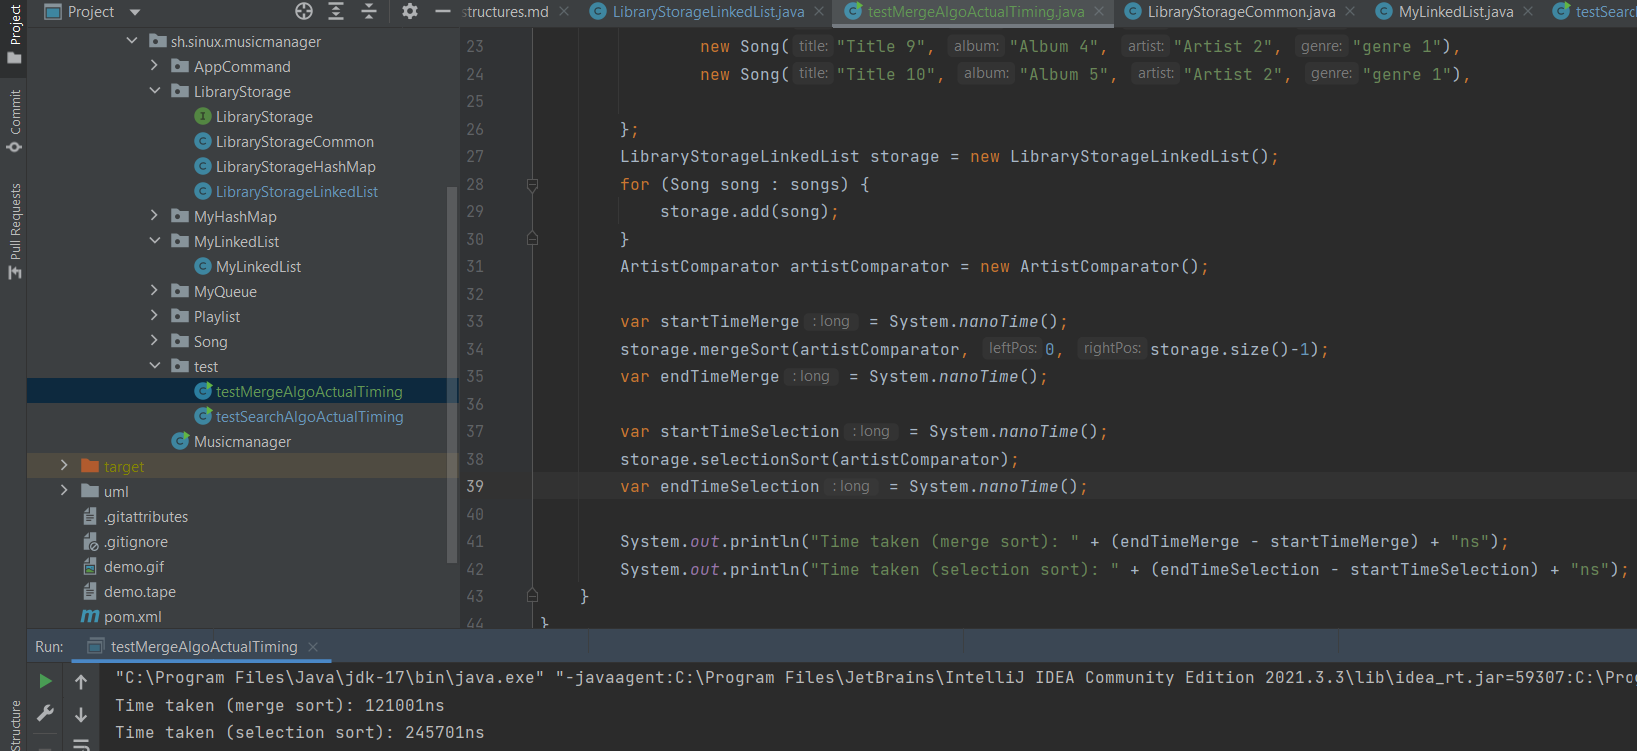 Project
structures.md
LibraryStorageLinkedList.java
testMergeAlgoActualTiming.java
LibraryStorageCommon.java
MyLinkedList.java
testSearch
Project
Commit
Pull Requests
Structure
sh.sinux.musicmanager
AppCommand
LibraryStorage
I LibraryStorage
C LibraryStorageCommon
C LibraryStorageHashMap
C LibraryStorageLinkedList
MyHashMap
MyLinkedList
C MyLinkedList
MyQueue
Playlist
Song
test
C testMergeAlgoActualTiming
C testSearchAlgoActualTiming
C Musicmanager
target
uml
.gitattributes
.gitignore
demo.gif
demo.tape
m pom.xml
23 new Song( title: "Title 9", album: "Album 4", artist: "Artist 2", genre: "genre 1"),
24 new Song( title: "Title 10", album: "Album 5", artist: "Artist 2", genre: "genre 1"),
25
26 };
27 LibraryStorageLinkedList storage = new LibraryStorageLinkedList();
28 for (Song song : songs) {
29 storage.add(song);
30 }
31 ArtistComparator artistComparator = new ArtistComparator();
32
33 var startTimeMerge : long = System.nanoTime();
34 storage.mergeSort(artistComparator, leftPos: 0, rightPos: storage.size()-1);
35 var endTimeMerge : long = System.nanoTime();
36
37 var startTimeSelection : long = System.nanoTime();
38 storage.selectionSort(artistComparator);
39 var endTimeSelection : long = System.nanoTime();
40
41 System.out.println("Time taken (merge sort): " + (endTimeMerge - startTimeMerge) + "ns");
42 System.out.println("Time taken (selection sort): " + (endTimeSelection - startTimeSelection) + "ns");
43 }
44 }
Run: testMergeAlgoActualTiming
"C:\Program Files\Java\jdk-17\bin\java.exe" "-javaagent:C:\Program Files\JetBrains\IntelliJ IDEA Community Edition 2021.3.3\lib\idea_rt.jar=59307:C:\Pro
Time taken (merge sort): 121001ns
Time taken (selection sort): 245701ns